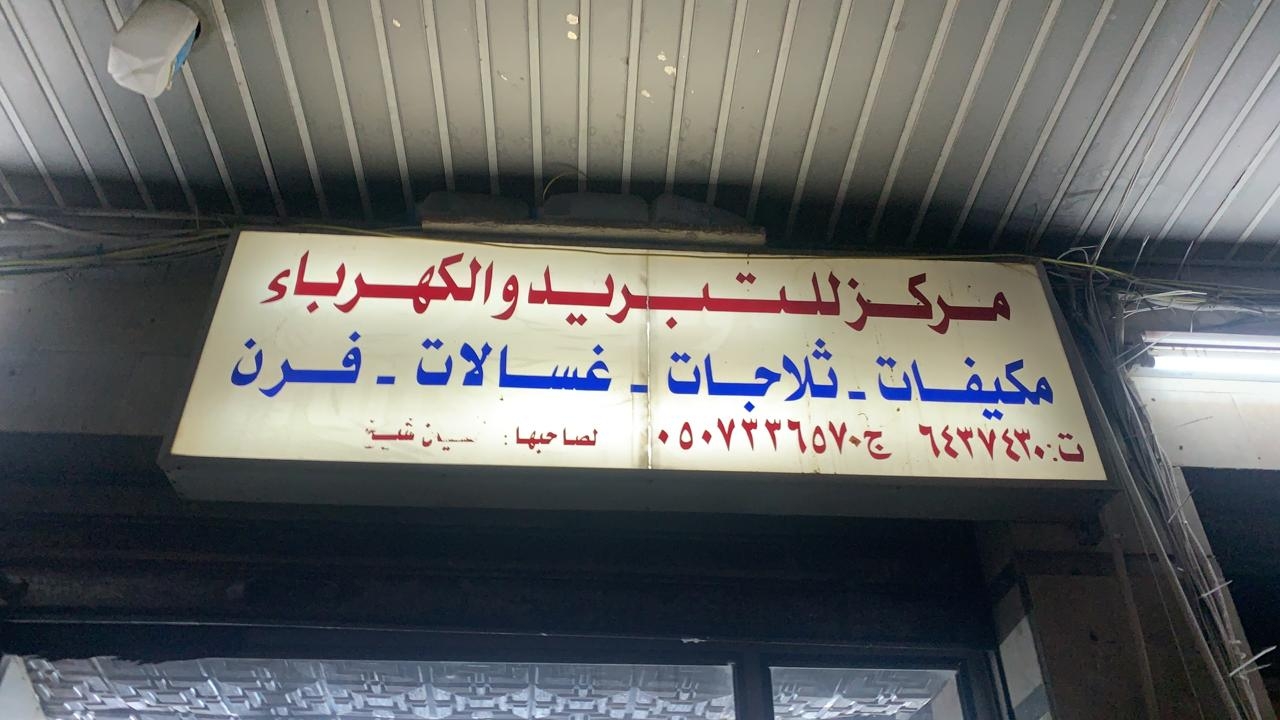 مركز للتبريد والكهرباء
مكيفات - ثلاجات - غسالات - فرن
ت: ٦٤٣٧٤٣٠ ج ٠٥٠٧٣٣٦٥٧٠ لصاحبها: